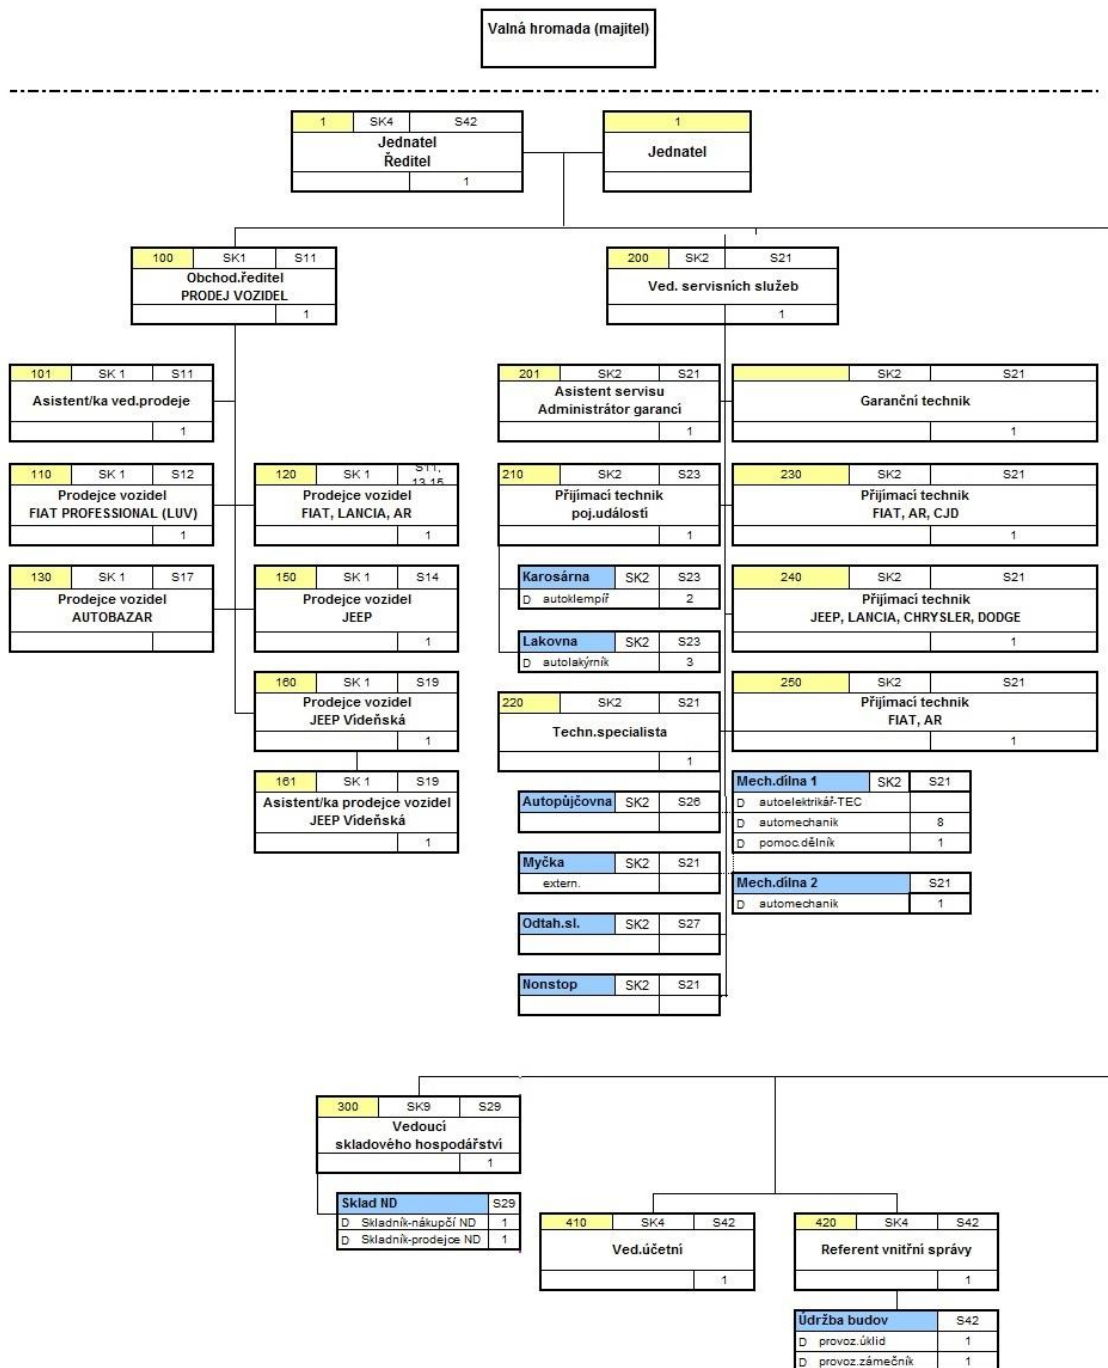 Valná hromada (majitel)
1 SK4 S42
Jednatel
Ředitel
1
1
Jednatel
100 SK1 S11
Obchod.ředitel
PRODEJ VOZIDEL
1
200 SK2 S21
Ved. servisních služeb
1
101 SK 1 S11
Asistent/ka ved.prodeje
1
201 SK2 S21
Asistent servisu
Administrátor garancí
1
SK2 S21
Garanční technik
1
110 SK 1 S12
Prodejce vozidel
FIAT PROFESSIONAL (LUV)
1
120 SK 1 S11,
13,15
Prodejce vozidel
FIAT, LANCIA, AR
1
210 SK2 S23
Přijímací technik
poj.událostí
1
230 SK2 S21
Přijímací technik
FIAT, AR, CJD
1
130 SK 1 S17
Prodejce vozidel
AUTOBAZAR
150 SK 1 S14
Prodejce vozidel
JEEP
1
Karosárna SK2 S23
D autoklempíř 2
Lakovna SK2 S23
D autolakýrník 3
240 SK2 S21
Přijímací technik
JEEP, LANCIA, CHRYSLER, DODGE
1
160 SK 1 S19
Prodejce vozidel
JEEP Vídeňská
1
220 SK2 S21
Techn.specialista
1
250 SK2 S21
Přijímací technik
FIAT, AR
1
161 SK 1 S19
Asistent/ka prodejce vozidel
JEEP Vídeňská
1
Autopůjčovna SK2 S26
Myčka SK2 S21
extern.
Odtah.sl. SK2 S27
Nonstop SK2 S21
Mech.dílna 1 SK2 S21
D autoelektrikář-TEC
D automechanik 8
D pomoc.dělník 1
Mech.dílna 2 S21
D automechanik 1
300 SK9 S29
Vedoucí
skladového hospodářství
1
Sklad ND S29
D Skladník-nákupčí ND 1
D Skladník-prodejce ND 1
410 SK4 S42
Ved.účetní
1
420 SK4 S42
Referent vnitřní správy
1
Údržba budov S42
D provoz.úklid 1
D provoz.zámečník 1